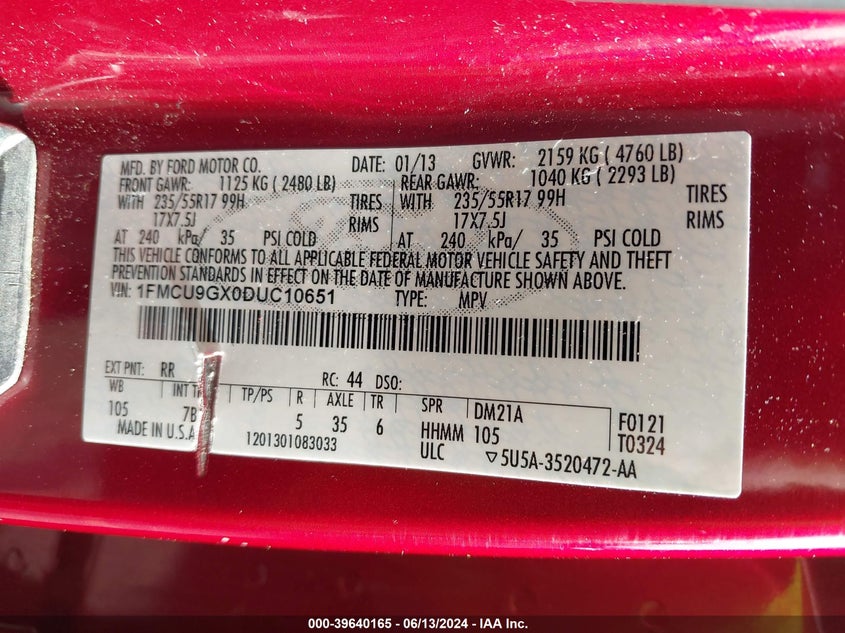 MFD. BY FORD MOTOR CO. DATE: 01/13 GVWR: 2159 KG (4760 LB)
FRONT GAWR: 1125 KG (2480 LB) REAR GAWR: 1040 KG (2293 LB)
WITH 235/55R17 99H TIRES WITH 235/55R17 99H TIRES
17X7.5J RIMS 17X7.5J RIMS
AT 240 kPa/ 35 PSI COLD AT 240 kPa/ 35 PSI COLD
THIS VEHICLE CONFORMS TO ALL APPLICABLE FEDERAL MOTOR VEHICLE SAFETY AND THEFT
PREVENTION STANDARDS IN EFFECT ON THE DATE OF MANUFACTURE SHOWN ABOVE.
VIN: 1FMCU9GX0DUC10651 TYPE: MPV
EXT PNT: RR RC: 44 DSO:
WB INT TR TP/PS R AXLE TR SPR DM21A F0121
105 7B 5 35 6 HHMM 105 T0324
MADE IN U.S.A 1201301083033 ULC ▽5U5A-3520472-AA
000-39640165 - 06/13/2024 - IAA Inc.